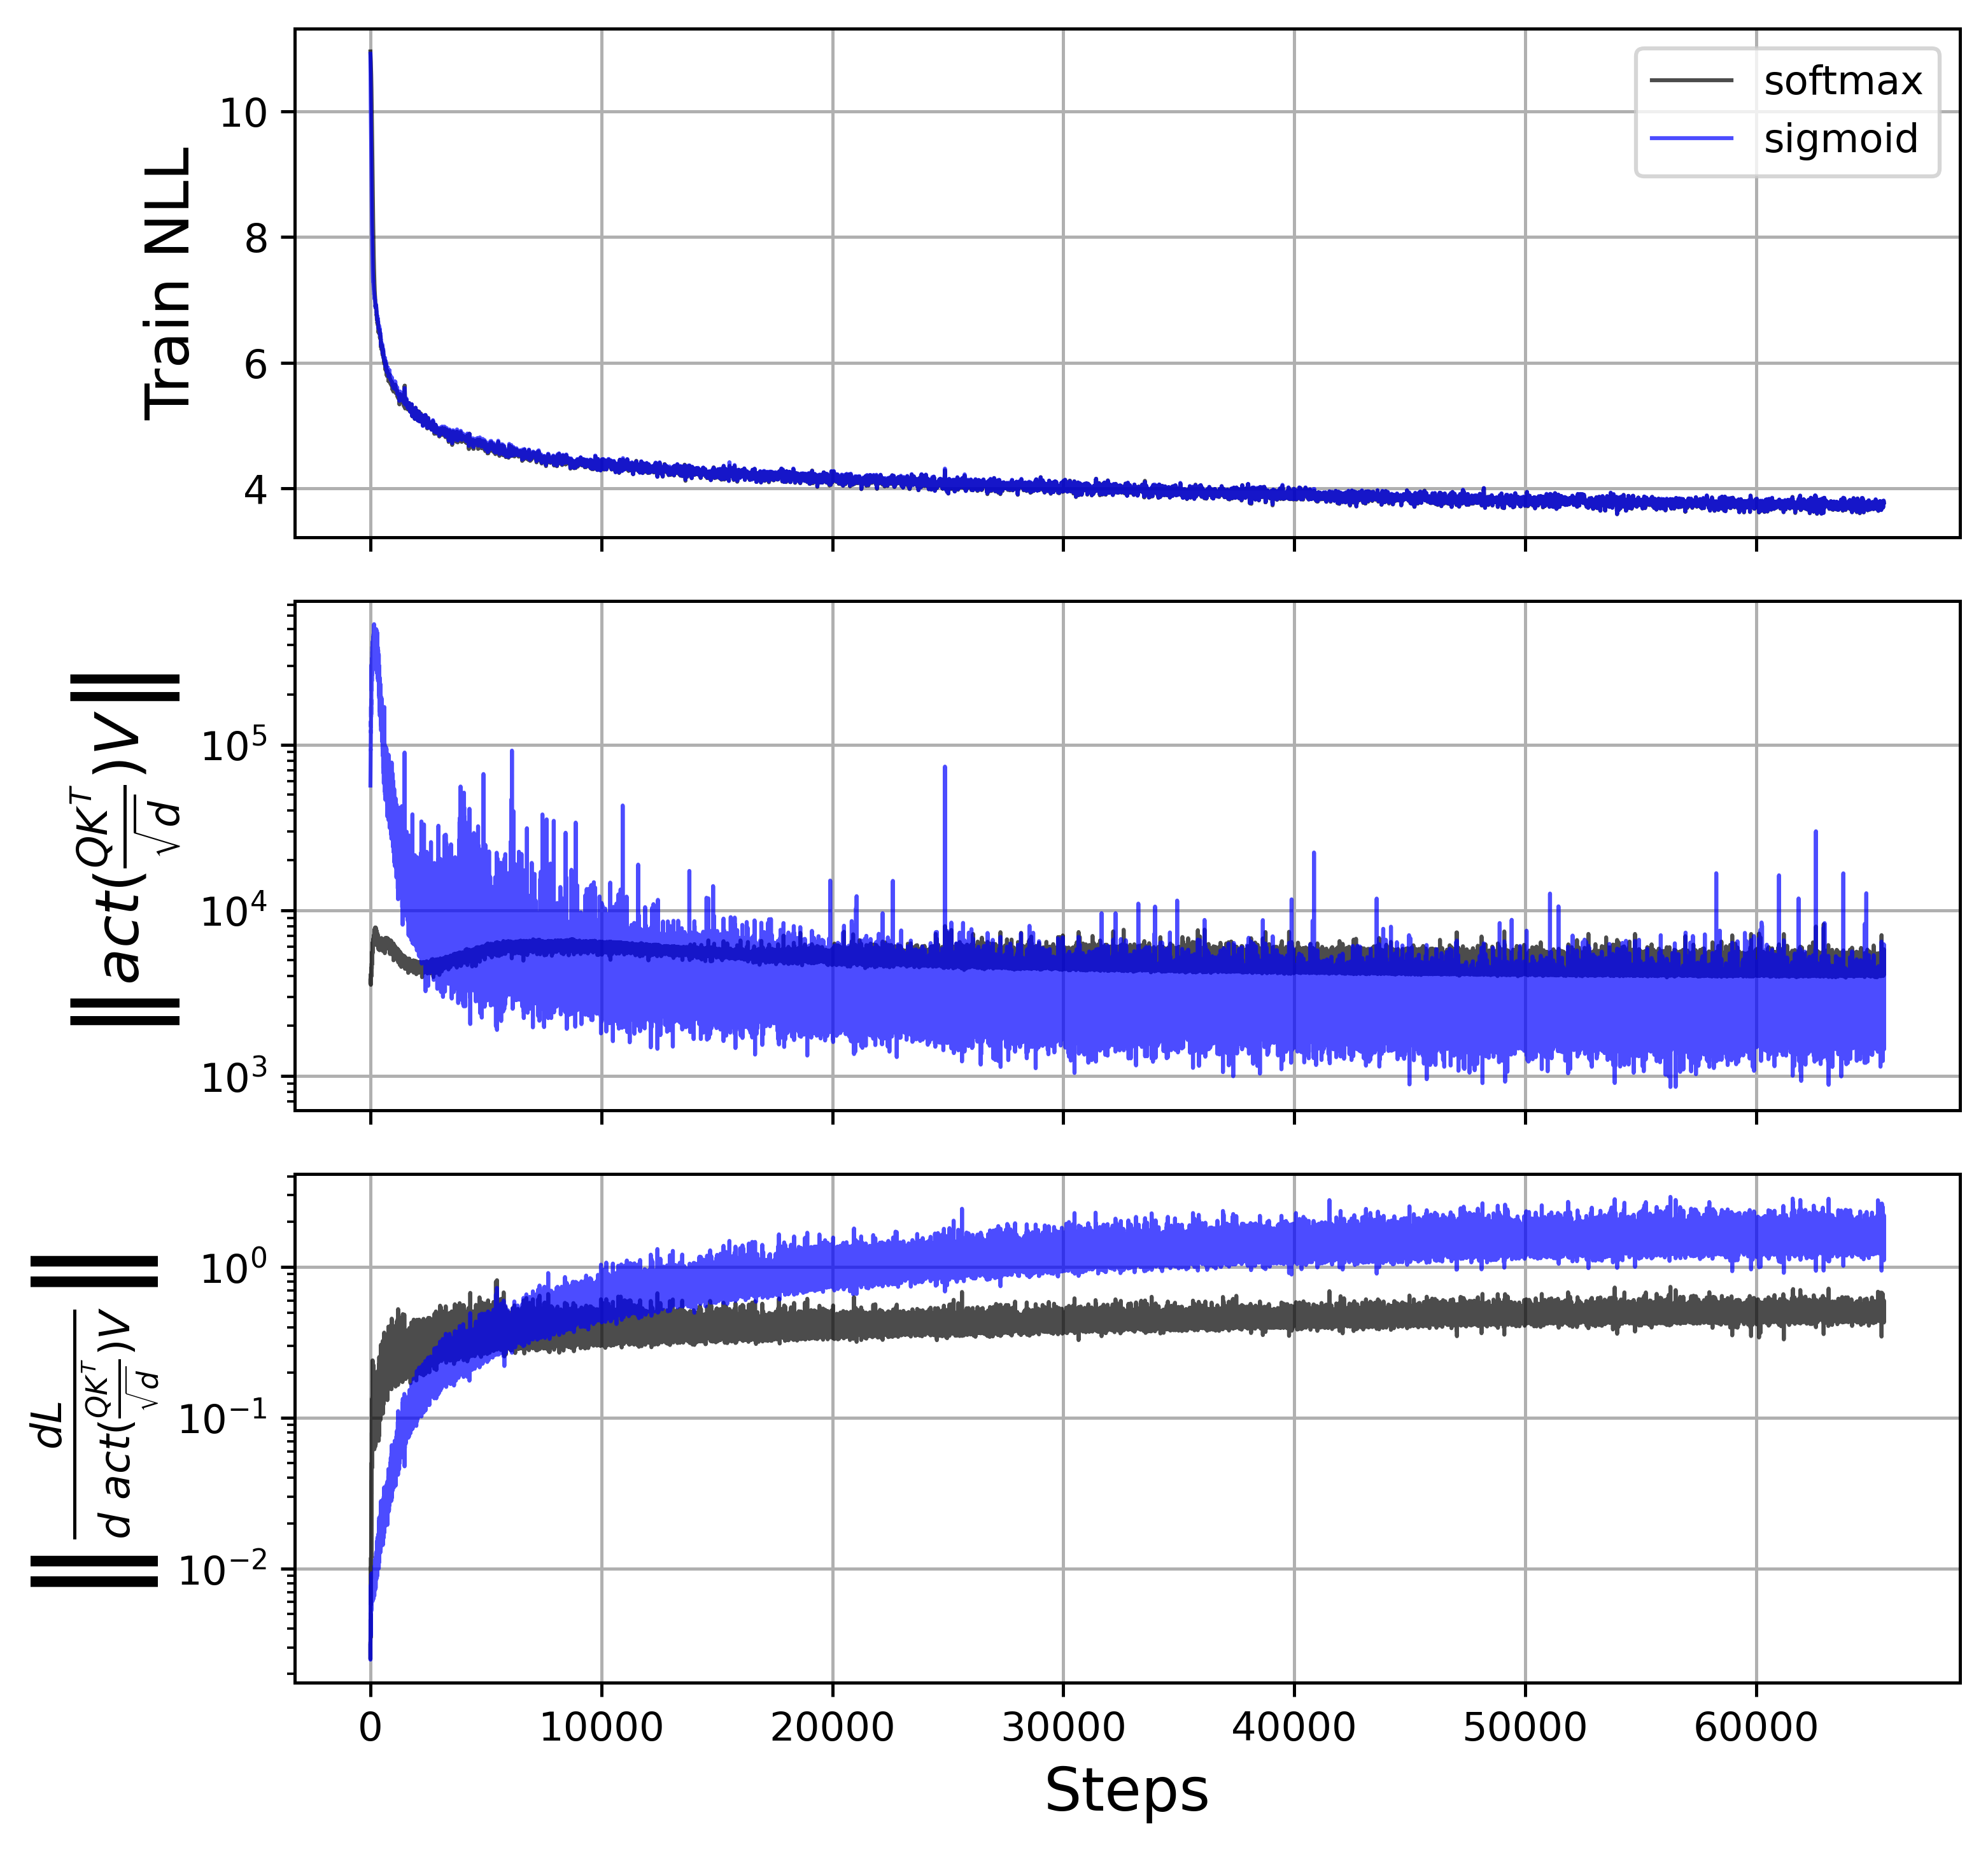 Train NLL
10
8
6
4
softmax
sigmoid
‖act(QK^T/√d)V‖
10^5
10^4
10^3
‖dL/d act(QK^T/√d)V‖
10^0
10^−1
10^−2
0 10000 20000 30000 40000 50000 60000
Steps